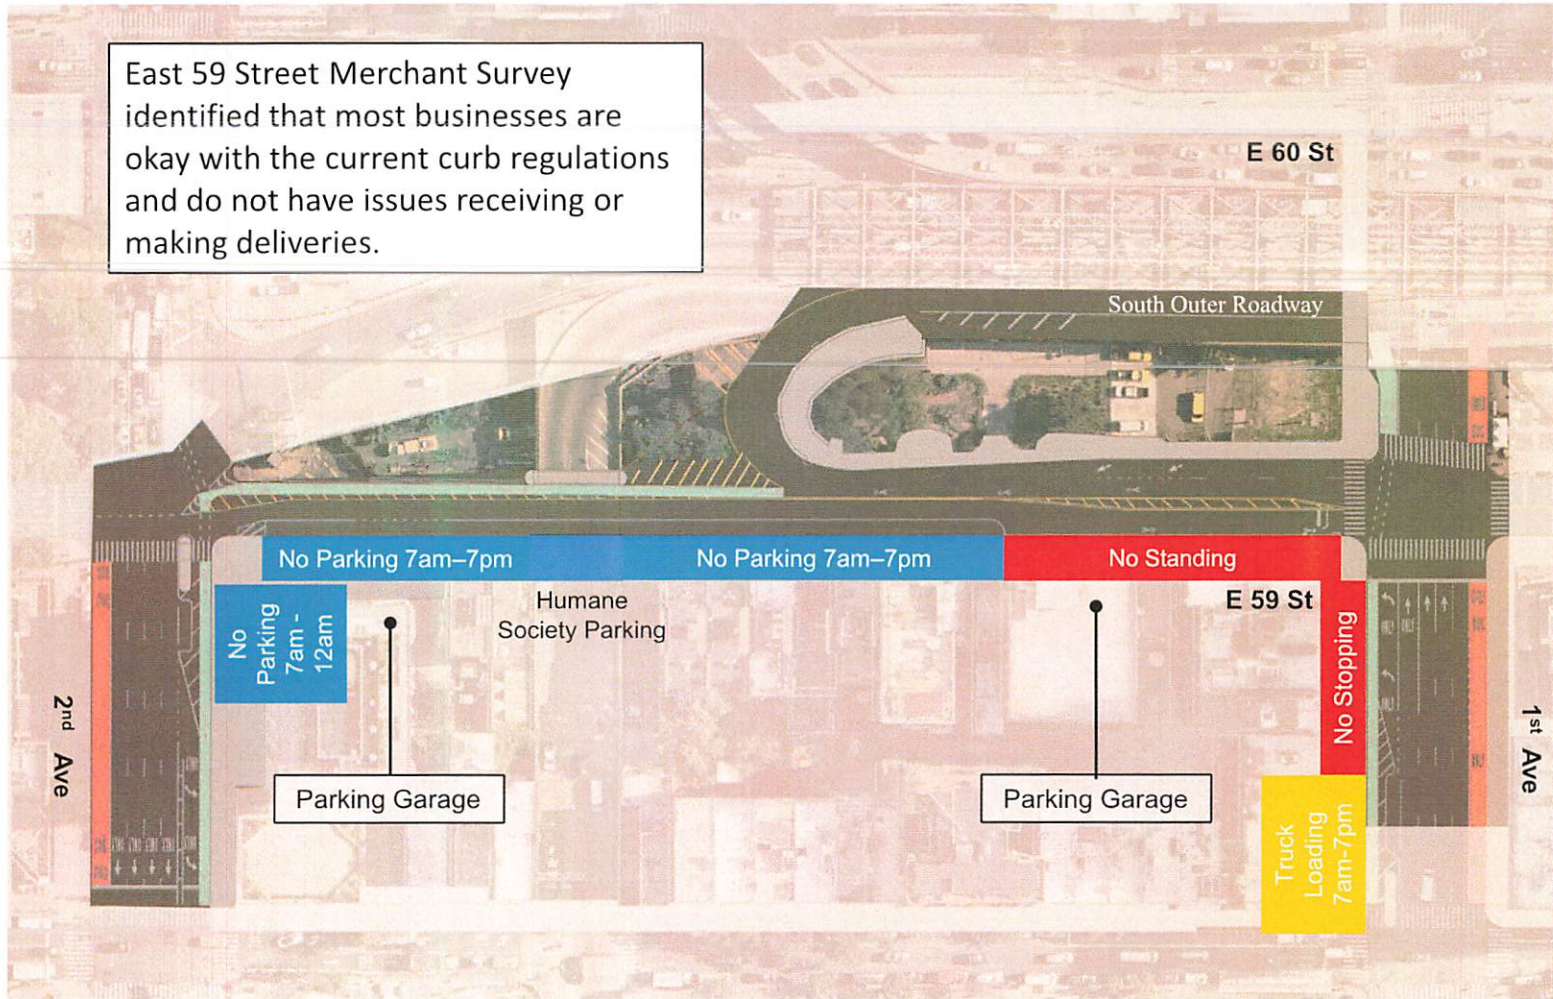 East 59 Street Merchant Survey
identified that most businesses are
okay with the current curb regulations
and do not have issues receiving or
making deliveries.
E 60 St
South Outer Roadway
No Parking 7am–7pm
No Parking 7am–7pm
No Standing
No
Parking
7am -
12am
Humane
Society Parking
E 59 St
No Stopping
2nd Ave
1st Ave
Parking Garage
Parking Garage
Truck
Loading
7am-7pm